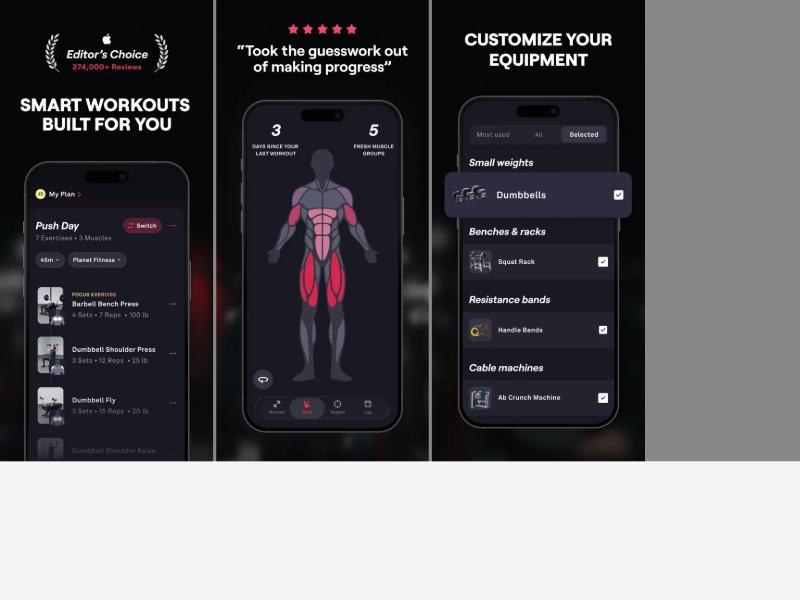 Editor's Choice
274,000+ Reviews
SMART WORKOUTS
BUILT FOR YOU
My Plan >
Push Day
Switch
7 Exercises • 3 Muscles
45m
Planet Fitness
FOCUS EXERCISE
Barbell Bench Press
4 Sets • 7 Reps • 100 lb
Dumbbell Shoulder Press
3 Sets • 12 Reps • 25 lb
Dumbbell Fly
3 Sets • 15 Reps • 20 lb
Dumbbell Shoulder Raise
"Took the guesswork out
of making progress"
3
DAYS SINCE YOUR
LAST WORKOUT
5
FRESH MUSCLE
GROUPS
Workout
Body
Targets
Log
CUSTOMIZE YOUR
EQUIPMENT
Most used
All
Selected
Small weights
Dumbbells
Benches & racks
Squat Rack
Resistance bands
Handle Bands
Cable machines
Ab Crunch Machine